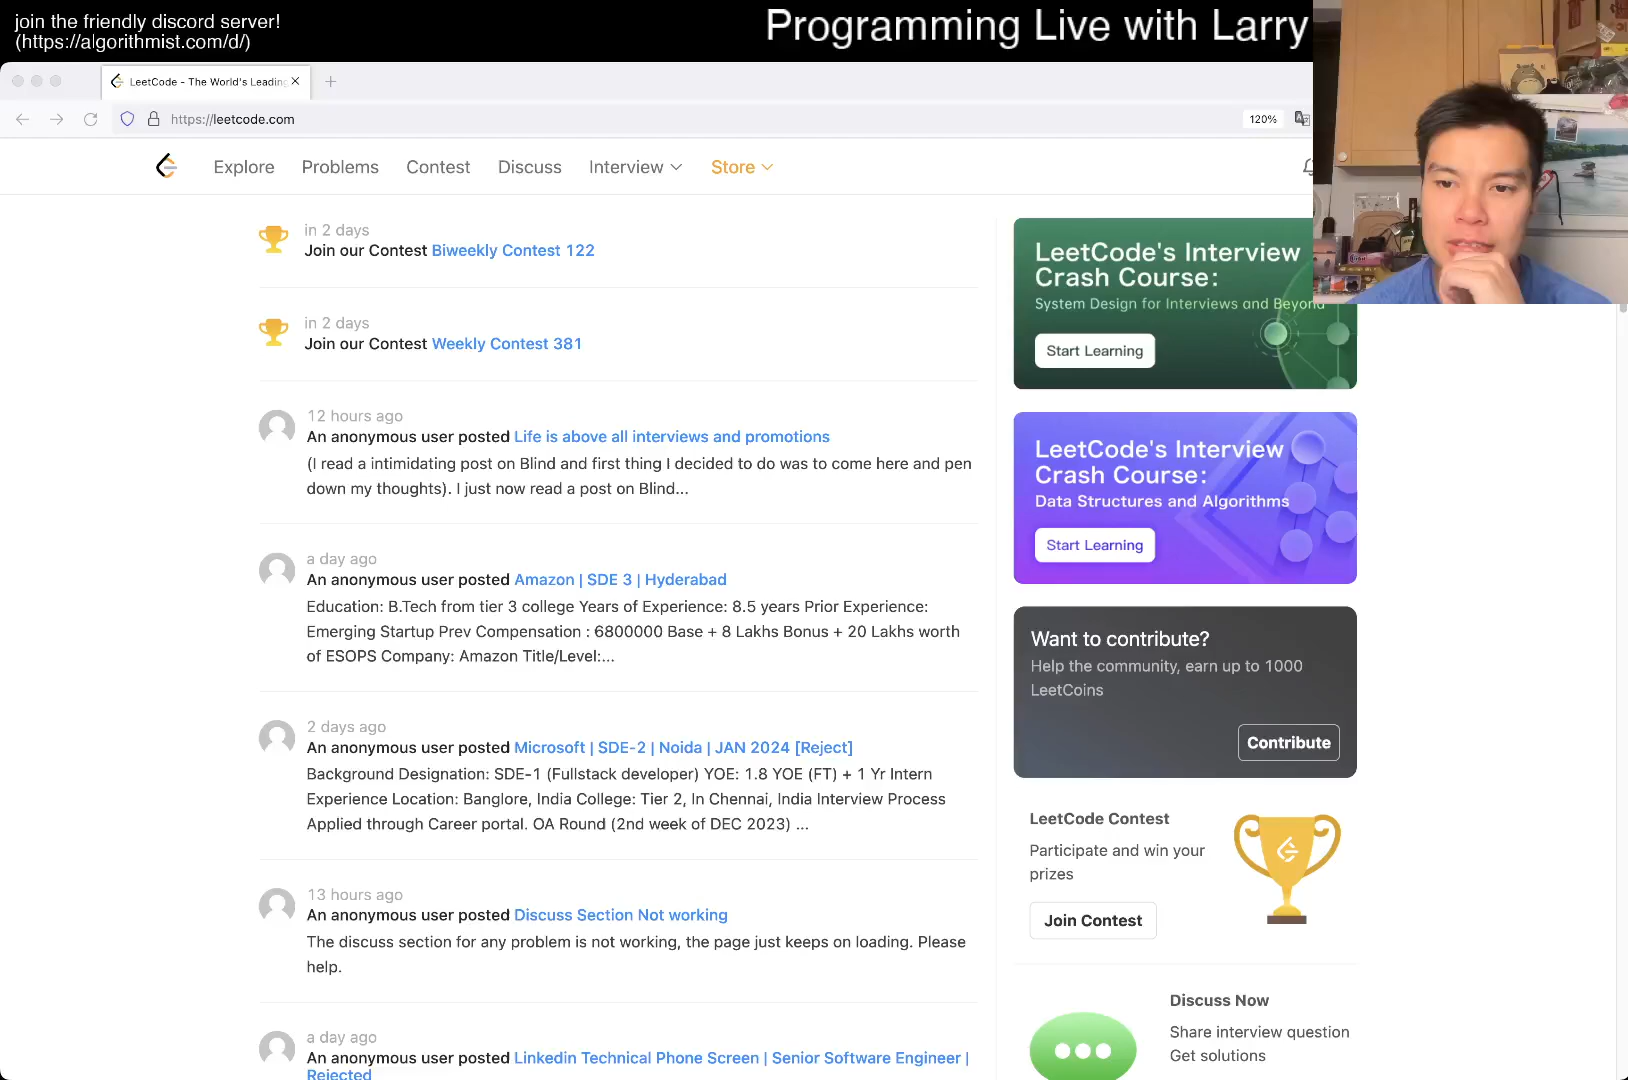 join the friendly discord server!
(https://algorithmist.com/d/)
Programming Live with Larry
LeetCode - The World's Leading
https://leetcode.com
120%
Explore
Problems
Contest
Discuss
Interview
Store
in 2 days
Join our Contest Biweekly Contest 122
in 2 days
Join our Contest Weekly Contest 381
12 hours ago
An anonymous user posted Life is above all interviews and promotions
(I read a intimidating post on Blind and first thing I decided to do was to come here and pen
down my thoughts). I just now read a post on Blind...
a day ago
An anonymous user posted Amazon | SDE 3 | Hyderabad
Education: B.Tech from tier 3 college Years of Experience: 8.5 years Prior Experience:
Emerging Startup Prev Compensation : 6800000 Base + 8 Lakhs Bonus + 20 Lakhs worth
of ESOPS Company: Amazon Title/Level:...
2 days ago
An anonymous user posted Microsoft | SDE-2 | Noida | JAN 2024 [Reject]
Background Designation: SDE-1 (Fullstack developer) YOE: 1.8 YOE (FT) + 1 Yr Intern
Experience Location: Banglore, India College: Tier 2, In Chennai, India Interview Process
Applied through Career portal. OA Round (2nd week of DEC 2023) ...
13 hours ago
An anonymous user posted Discuss Section Not working
The discuss section for any problem is not working, the page just keeps on loading. Please
help.
a day ago
An anonymous user posted Linkedin Technical Phone Screen | Senior Software Engineer |
Rejected
LeetCode's Interview
Crash Course:
System Design for Interviews and Beyond
Start Learning
LeetCode's Interview
Crash Course:
Data Structures and Algorithms
Start Learning
Want to contribute?
Help the community, earn up to 1000
LeetCoins
Contribute
LeetCode Contest
Participate and win your
prizes
Join Contest
Discuss Now
Share interview question
Get solutions